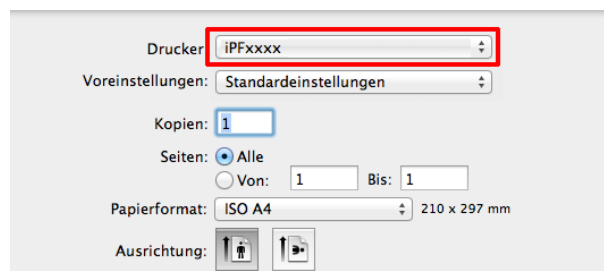 Drucker iPFxxxx
Voreinstellungen: Standardeinstellungen
Kopien: 1
Seiten: Alle
Von: 1 Bis: 1
Papierformat: ISO A4 210 x 297 mm
Ausrichtung: